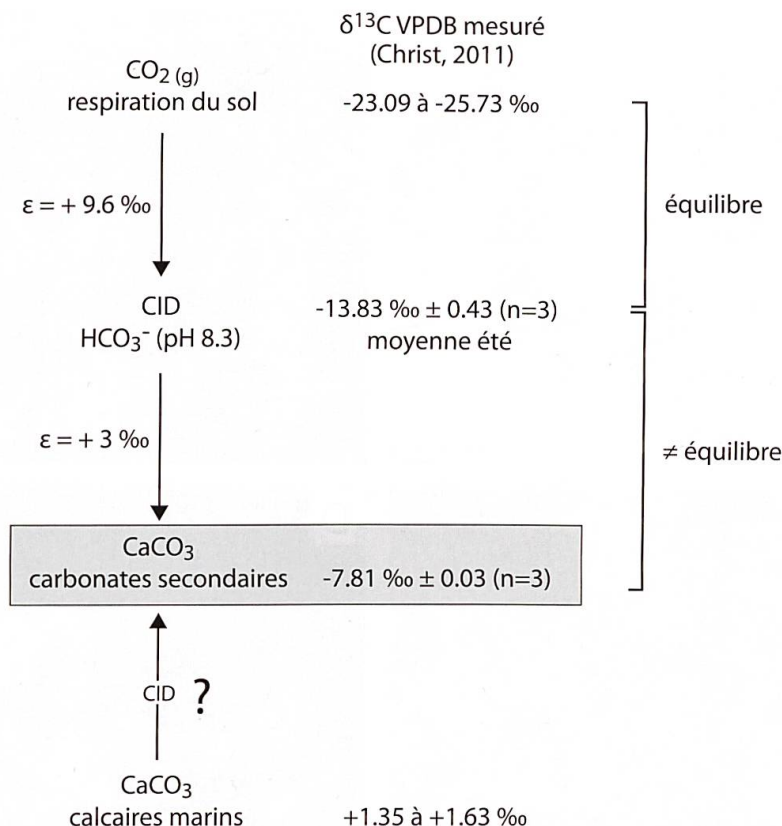 δ¹³C VPDB mesuré
(Christ, 2011)
CO₂ (g)
respiration du sol
-23.09 à -25.73 ‰
ε = + 9.6 ‰
équilibre
CID
HCO₃⁻ (pH 8.3)
-13.83 ‰ ± 0.43 (n=3)
moyenne été
ε = + 3 ‰
≠ équilibre
CaCO₃
carbonates secondaires
-7.81 ‰ ± 0.03 (n=3)
CID ?
CaCO₃
calcaires marins
+1.35 à +1.63 ‰